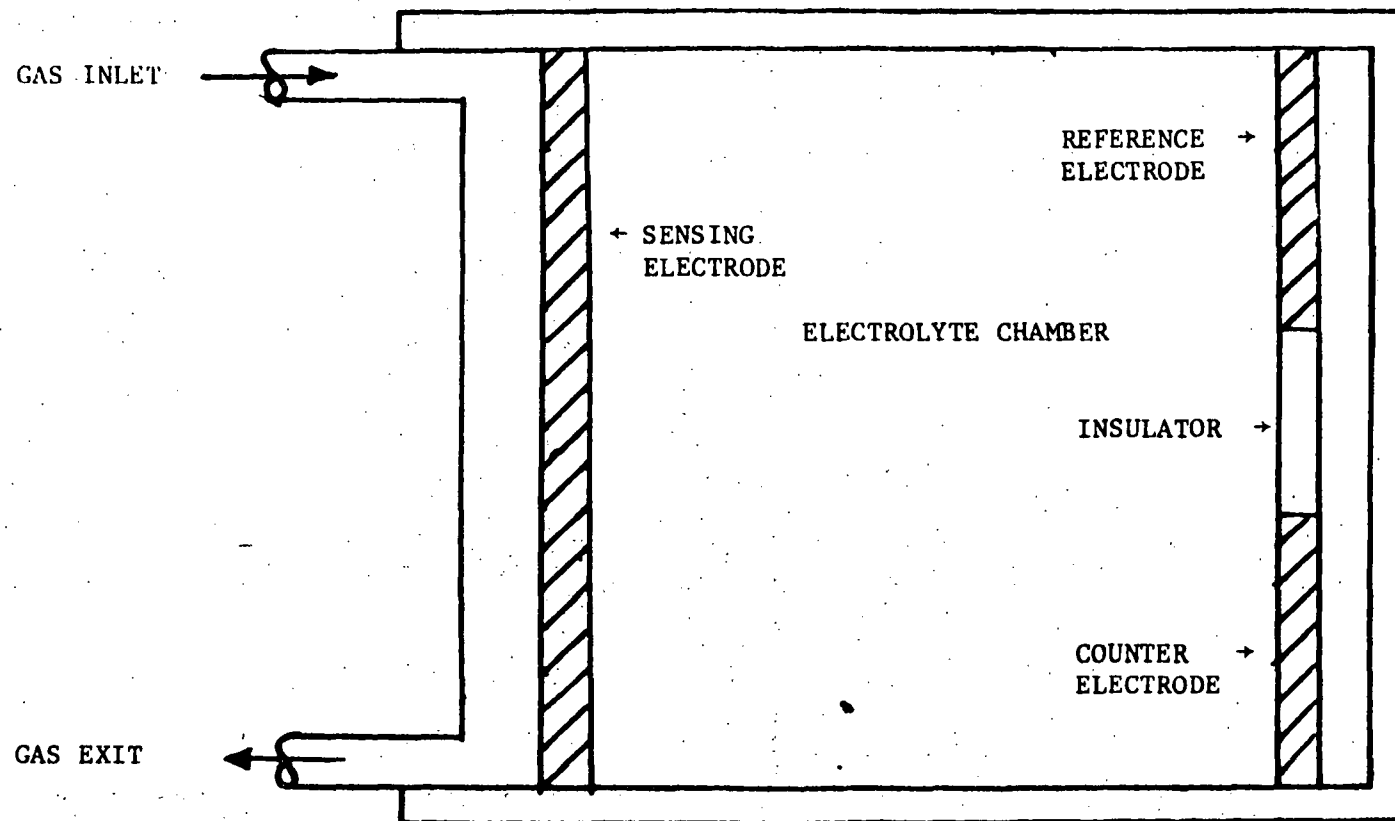 GAS INLET
REFERENCE
ELECTRODE
SENSING
ELECTRODE
ELECTROLYTE CHAMBER
INSULATOR
COUNTER
ELECTRODE
GAS EXIT